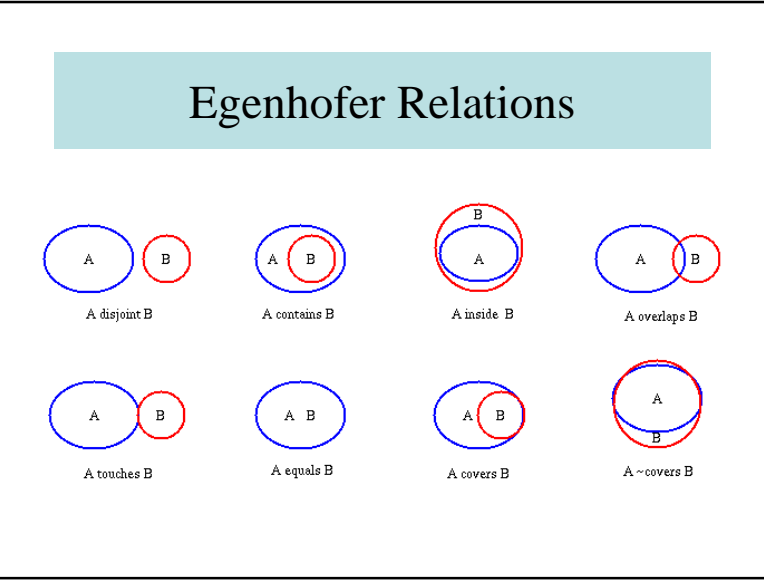 Egenhofer Relations
A B
A B
B
A
A B
A disjoint B
A contains B
A inside B
A overlaps B
A B
A B
A B
A
B
A touches B
A equals B
A covers B
A ~covers B